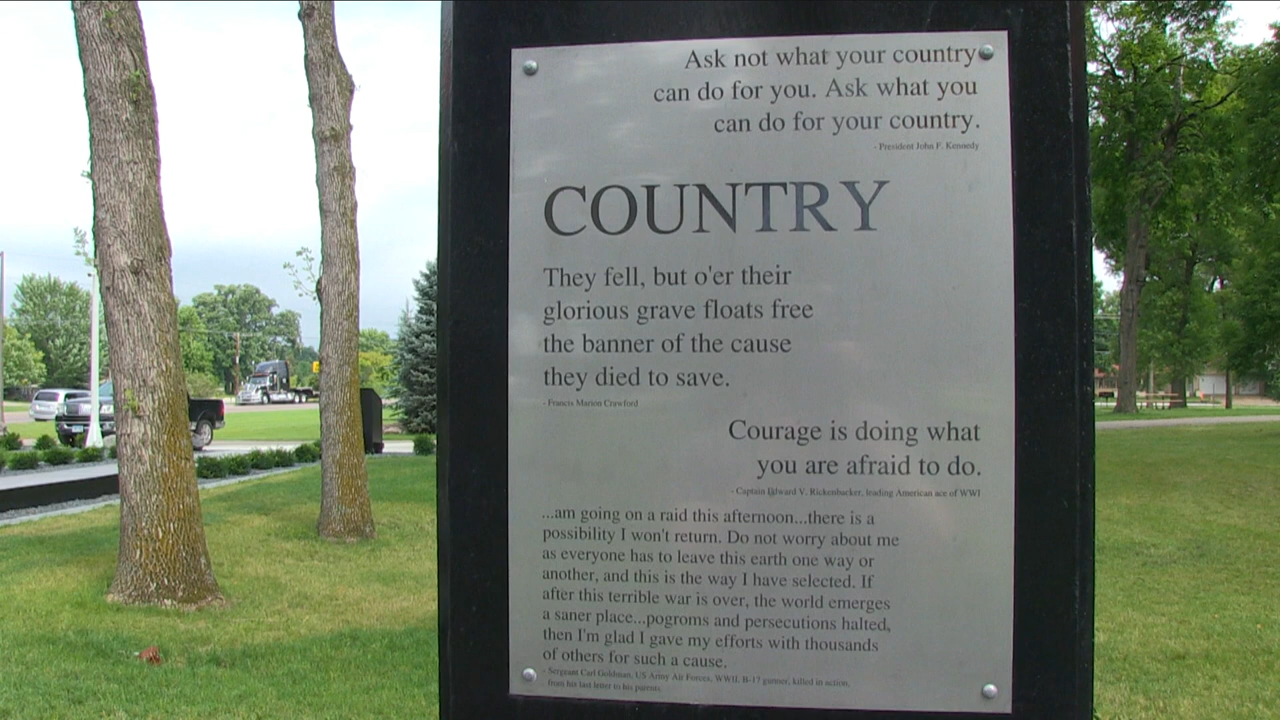 Ask not what your country
can do for you. Ask what you
can do for your country.
- President John F. Kennedy
COUNTRY
They fell, but o'er their
glorious grave floats free
the banner of the cause
they died to save.
- Francis Marion Crawford
Courage is doing what
you are afraid to do.
- Captain Edward V. Rickenbacker, leading American ace of WWI
...am going on a raid this afternoon...there is a
possibility I won't return. Do not worry about me
as everyone has to leave this earth one way or
another, and this is the way I have selected. If
after this terrible war is over, the world emerges
a saner place...pogroms and persecutions halted,
then I'm glad I gave my efforts with thousands
of others for such a cause.
- Sergeant Carl Goldman, US Army Air Forces, WWII, B-17 gunner, killed in action,
from his last letter to his parents